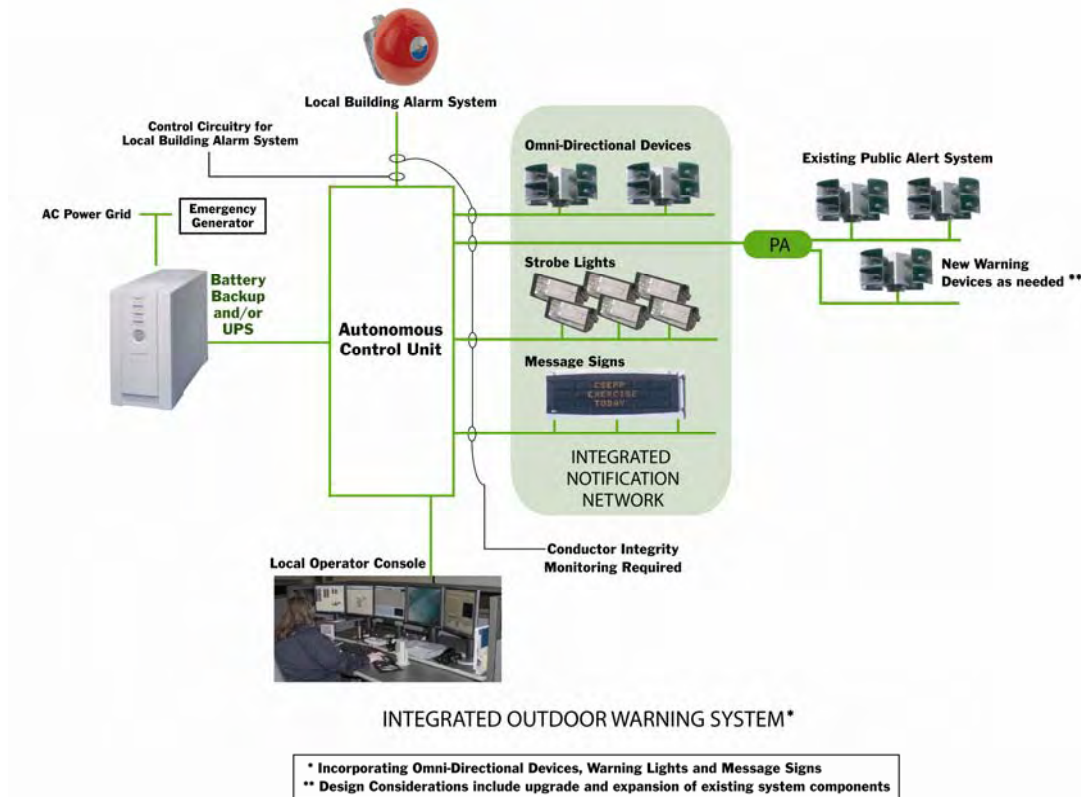 Local Building Alarm System
Control Circuitry for
Local Building Alarm System
Omni-Directional Devices
Existing Public Alert System
AC Power Grid
Emergency
Generator
PA
Battery
Backup
and/or
UPS
Strobe Lights
New Warning
Devices as needed **
Autonomous
Control Unit
Message Signs
CSEPP
EXERCISE
TODAY
INTEGRATED
NOTIFICATION
NETWORK
Conductor Integrity
Monitoring Required
Local Operator Console
INTEGRATED OUTDOOR WARNING SYSTEM*
* Incorporating Omni-Directional Devices, Warning Lights and Message Signs
** Design Considerations include upgrade and expansion of existing system components